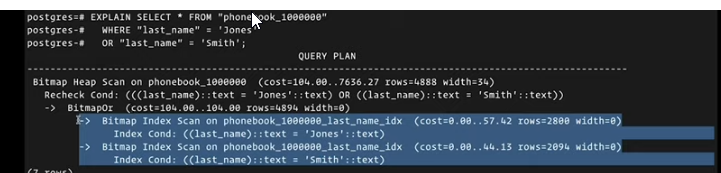 postgres=# EXPLAIN SELECT * FROM "phonebook_1000000"
postgres-#   WHERE "last_name" = 'Jones'
postgres-#   OR "last_name" = 'Smith';
QUERY PLAN
-----------------------------------------------------------------------------------------------------
Bitmap Heap Scan on phonebook_1000000  (cost=104.00..7636.27 rows=4888 width=34)
Recheck Cond: (((last_name)::text = 'Jones'::text) OR ((last_name)::text = 'Smith'::text))
->  BitmapOr  (cost=104.00..104.00 rows=4894 width=0)
->  Bitmap Index Scan on phonebook_1000000_last_name_idx  (cost=0.00..57.42 rows=2800 width=0)
Index Cond: ((last_name)::text = 'Jones'::text)
->  Bitmap Index Scan on phonebook_1000000_last_name_idx  (cost=0.00..44.13 rows=2094 width=0)
Index Cond: ((last_name)::text = 'Smith'::text)
(7 rows)